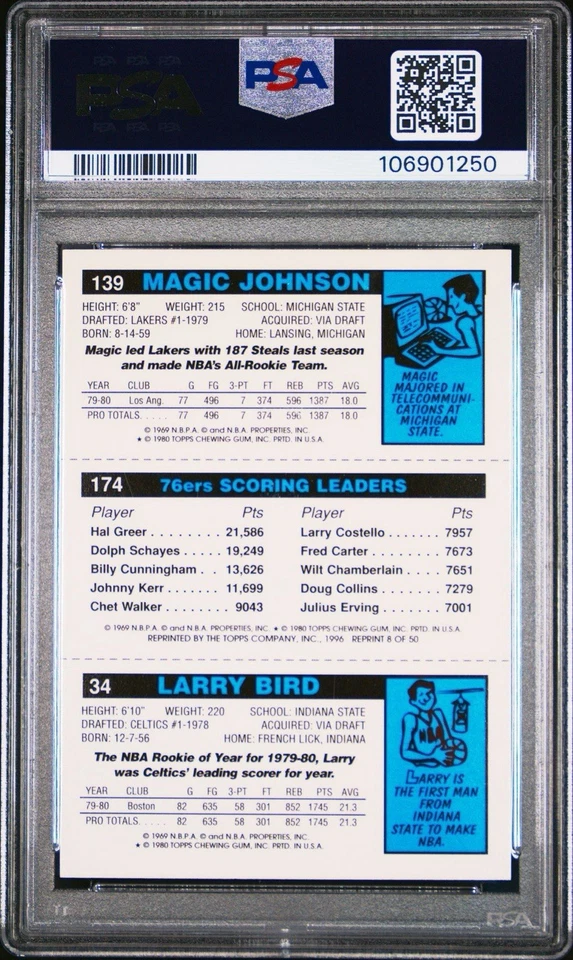 PSA
PSA
106901250
139 MAGIC JOHNSON
HEIGHT: 6'8" WEIGHT: 215 SCHOOL: MICHIGAN STATE
DRAFTED: LAKERS #1-1979 ACQUIRED: VIA DRAFT
BORN: 8-14-59 HOME: LANSING, MICHIGAN
Magic led Lakers with 187 Steals last season
and made NBA's All-Rookie Team.
YEAR CLUB G FG 3-PT FT REB PTS AVG
79-80 Los Ang. 77 496 7 374 596 1387 18.0
PRO TOTALS..... 77 496 7 374 596 1387 18.0
© 1969 N.B.P.A. © and N.B.A. PROPERTIES, INC.
★ © 1980 TOPPS CHEWING GUM, INC. PRTD. IN U.S.A.
MAGIC
MAJORED IN
TELECOMMUNI-
CATIONS AT
MICHIGAN
STATE.
174 76ers SCORING LEADERS
Player Pts Player Pts
Hal Greer ........ 21,586 Larry Costello ..... 7957
Dolph Schayes ..... 19,249 Fred Carter ....... 7673
Billy Cunningham .. 13,626 Wilt Chamberlain .... 7651
Johnny Kerr ....... 11,699 Doug Collins ...... 7279
Chet Walker ........ 9043 Julius Erving ...... 7001
© 1969 N.B.P.A. © and N.B.A. PROPERTIES, INC. ★ © 1980 TOPPS CHEWING GUM, INC. PRTD. IN U.S.A.
REPRINTED BY THE TOPPS COMPANY, INC., 1996 REPRINT 8 OF 50
34 LARRY BIRD
HEIGHT: 6'10" WEIGHT: 220 SCHOOL: INDIANA STATE
DRAFTED: CELTICS #1-1978 ACQUIRED: VIA DRAFT
BORN: 12-7-56 HOME: FRENCH LICK, INDIANA
The NBA Rookie of Year for 1979-80, Larry
was Celtics' leading scorer for year.
YEAR CLUB G FG 3-PT FT REB PTS AVG
79-80 Boston 82 635 58 301 852 1745 21.3
PRO TOTALS..... 82 635 58 301 852 1745 21.3
© 1969 N.B.P.A. © and N.B.A. PROPERTIES, INC.
★ © 1980 TOPPS CHEWING GUM, INC. PRTD. IN U.S.A.
NBA
LARRY IS
THE FIRST MAN
FROM
INDIANA
STATE TO MAKE
NBA.
PSA